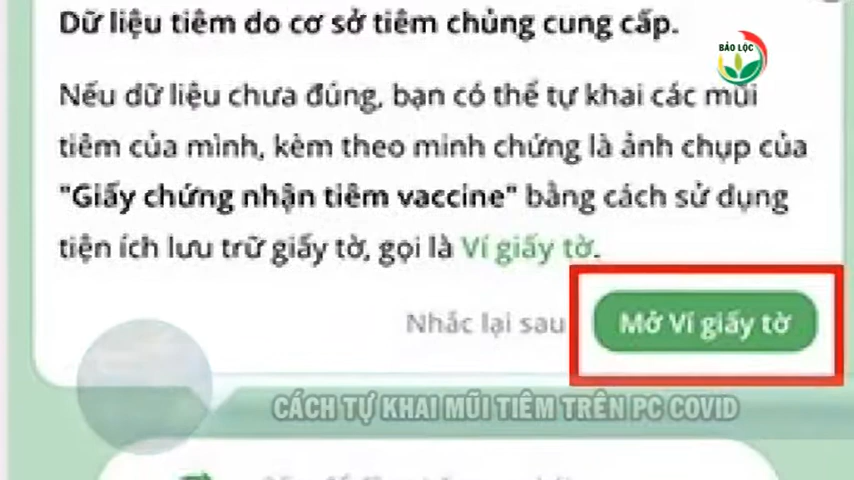 Dữ liệu tiêm do cơ sở tiêm chủng cung cấp.
BẢO LỘC
Nếu dữ liệu chưa đúng, bạn có thể tự khai các mũi
tiêm của mình, kèm theo minh chứng là ảnh chụp của
"Giấy chứng nhận tiêm vaccine" bằng cách sử dụng
tiện ích lưu trữ giấy tờ, gọi là Ví giấy tờ.
Nhắc lại sau
Mở Ví giấy tờ
CÁCH TỰ KHAI MŨI TIÊM TRÊN PC COVID